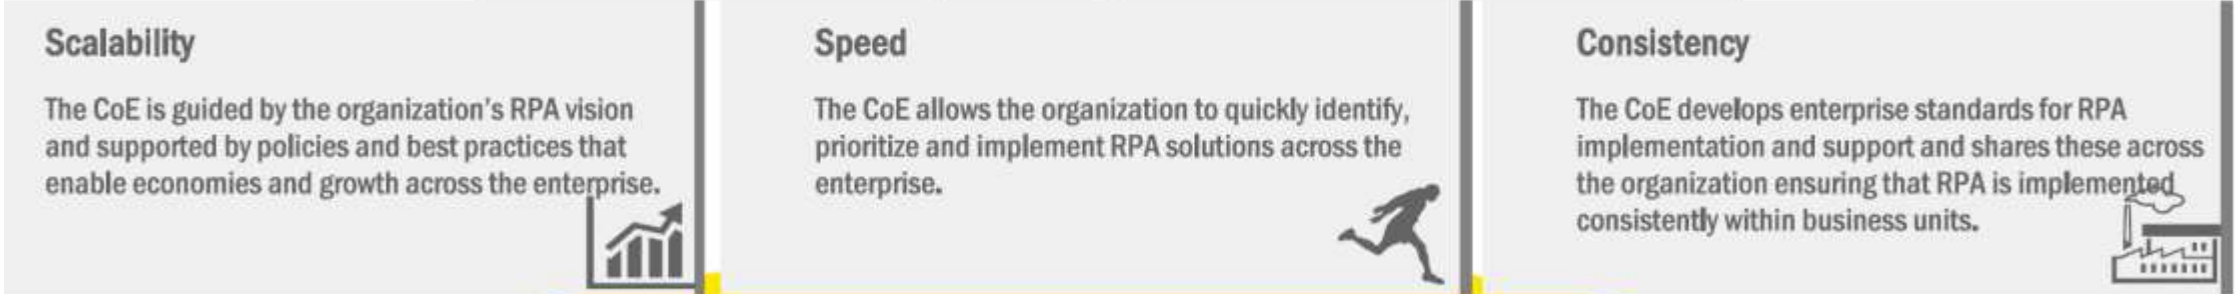 Scalability
The CoE is guided by the organization's RPA vision
and supported by policies and best practices that
enable economies and growth across the enterprise.
Speed
The CoE allows the organization to quickly identify,
prioritize and implement RPA solutions across the
enterprise.
Consistency
The CoE develops enterprise standards for RPA
implementation and support and shares these across
the organization ensuring that RPA is implemented
consistently within business units.